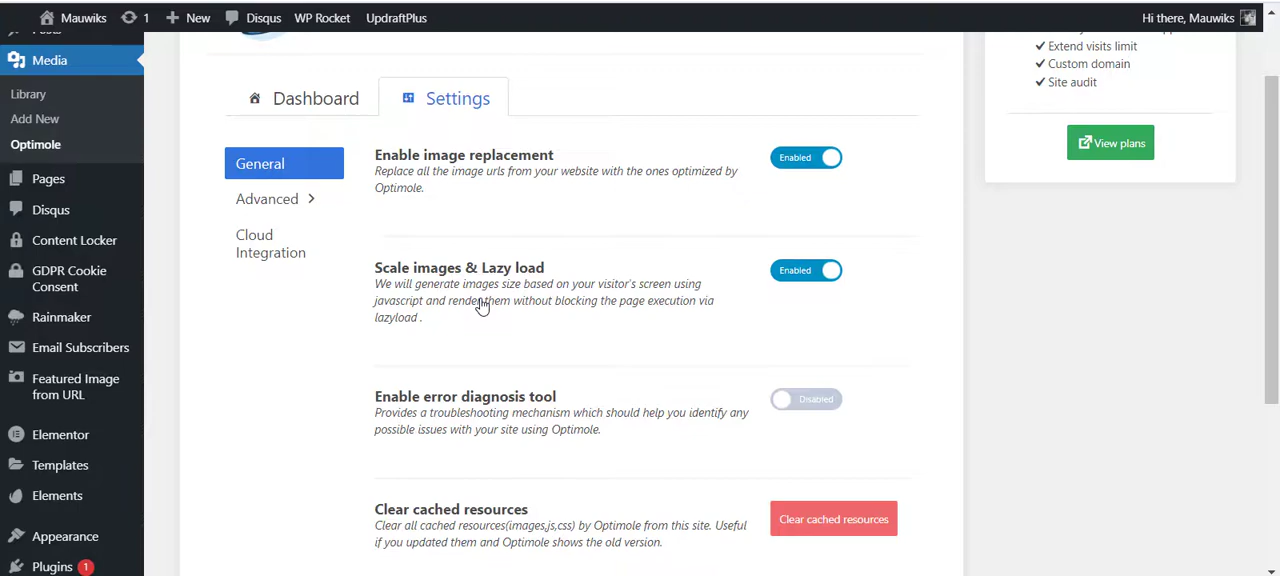 Mauwiks 1 New Disqus WP Rocket UpdraftPlus Hi there, Mauwiks
Media
Library
Add New
Optimole
Pages
Disqus
Content Locker
GDPR Cookie
Consent
Rainmaker
Email Subscribers
Featured Image
from URL
Elementor
Templates
Elements
Appearance
Plugins 1
Dashboard Settings
General
Advanced
Cloud
Integration
Enable image replacement
Replace all the image urls from your website with the ones optimized by
Optimole.
Enabled
Scale images & Lazy load
We will generate images size based on your visitor's screen using
javascript and render them without blocking the page execution via
lazyload .
Enabled
Enable error diagnosis tool
Provides a troubleshooting mechanism which should help you identify any
possible issues with your site using Optimole.
Disabled
Clear cached resources
Clear all cached resources(images,js,css) by Optimole from this site. Useful
if you updated them and Optimole shows the old version.
Clear cached resources
Extend visits limit
Custom domain
Site audit
View plans